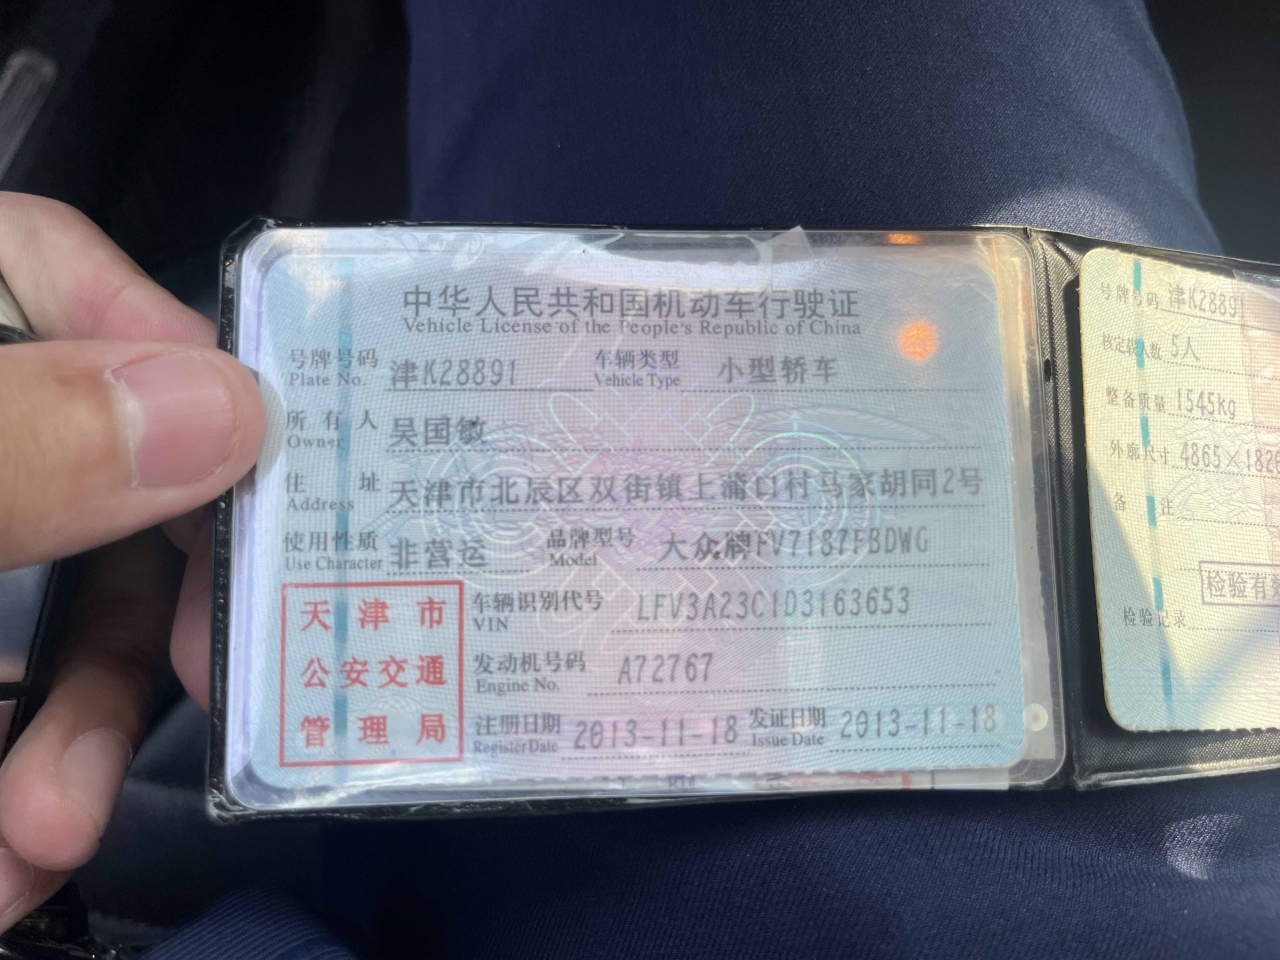 中华人民共和国机动车行驶证
Vehicle License of the People's Republic of China
号牌号码 Plate No. 津K28891 车辆类型 Vehicle Type 小型轿车
所有人 Owner 吴国敏
住址 Address 天津市北辰区双街镇上蒲口村马家胡同2号
使用性质 Use Character 非营运 品牌型号 Model 大众牌FV7187FBDWG
天津市
公安交通
管理局
车辆识别代号 VIN LFV3A23C1D3163653
发动机号码 Engine No. A72767
注册日期 Register Date 2013-11-18 发证日期 Issue Date 2013-11-18
号牌号码 津K28891
核定载人数 5人
整备质量 1545kg
外廓尺寸 4865×182
备注
检验有
检验记录